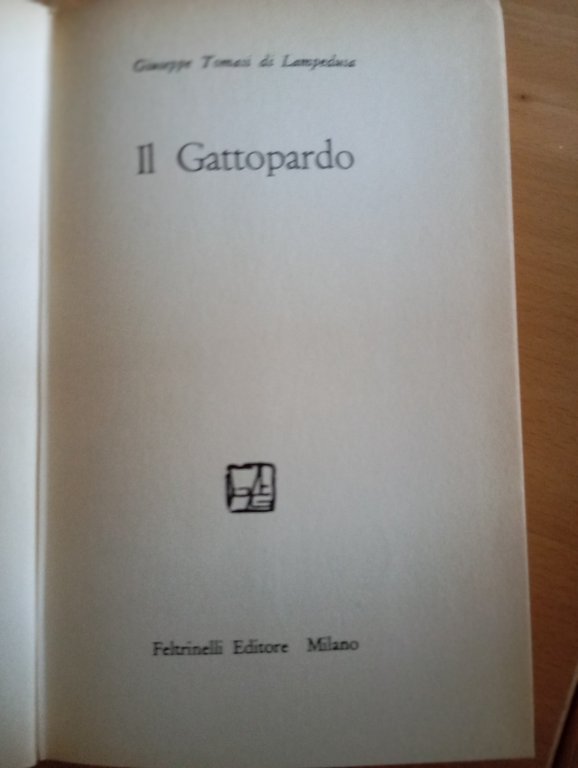 Giuseppe Tomasi di Lampedusa
Il Gattopardo
Feltrinelli Editore Milano